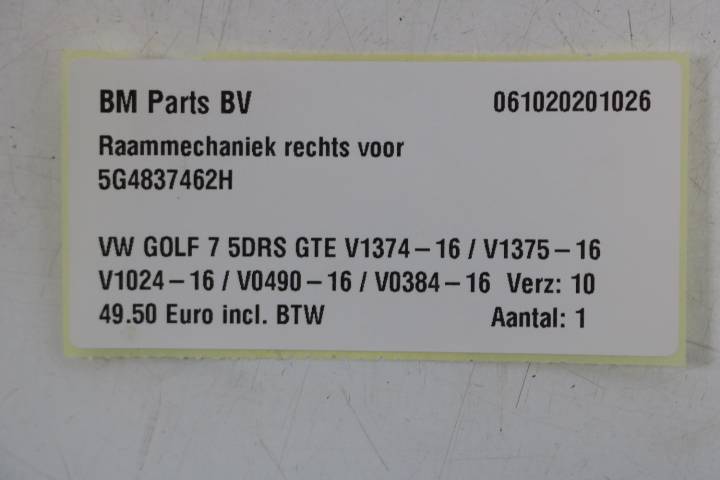 BM Parts BV 061020201026
Raammechaniek rechts voor
5G4837462H
VW GOLF 7 5DRS GTE V1374-16 / V1375-16
V1024-16 / V0490-16 / V0384-16 Verz: 10
49.50 Euro incl. BTW Aantal: 1